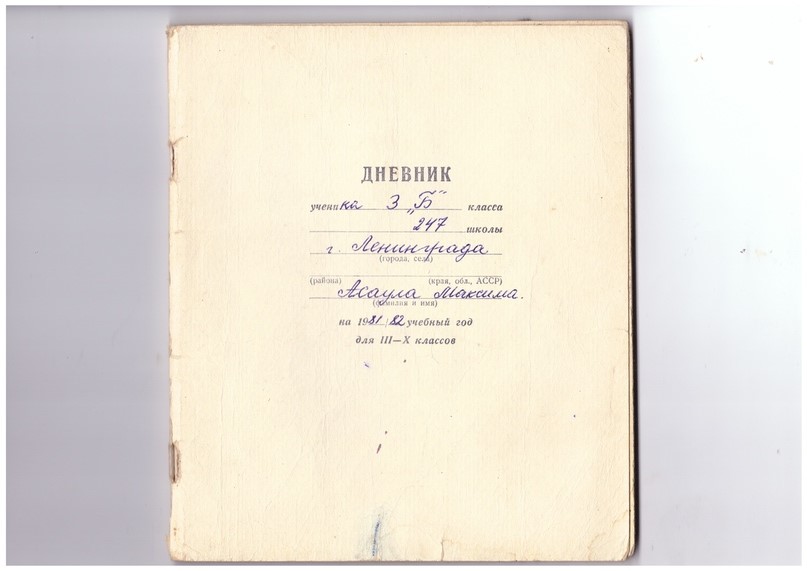 ДНЕВНИК
ученика 3 „Б“ класса
247 школы
г. Ленинграда
(города, села)
(района) (края, обл., АССР)
Асаула Максима.
(фамилия и имя)
на 1981/82 учебный год
для III—X классов